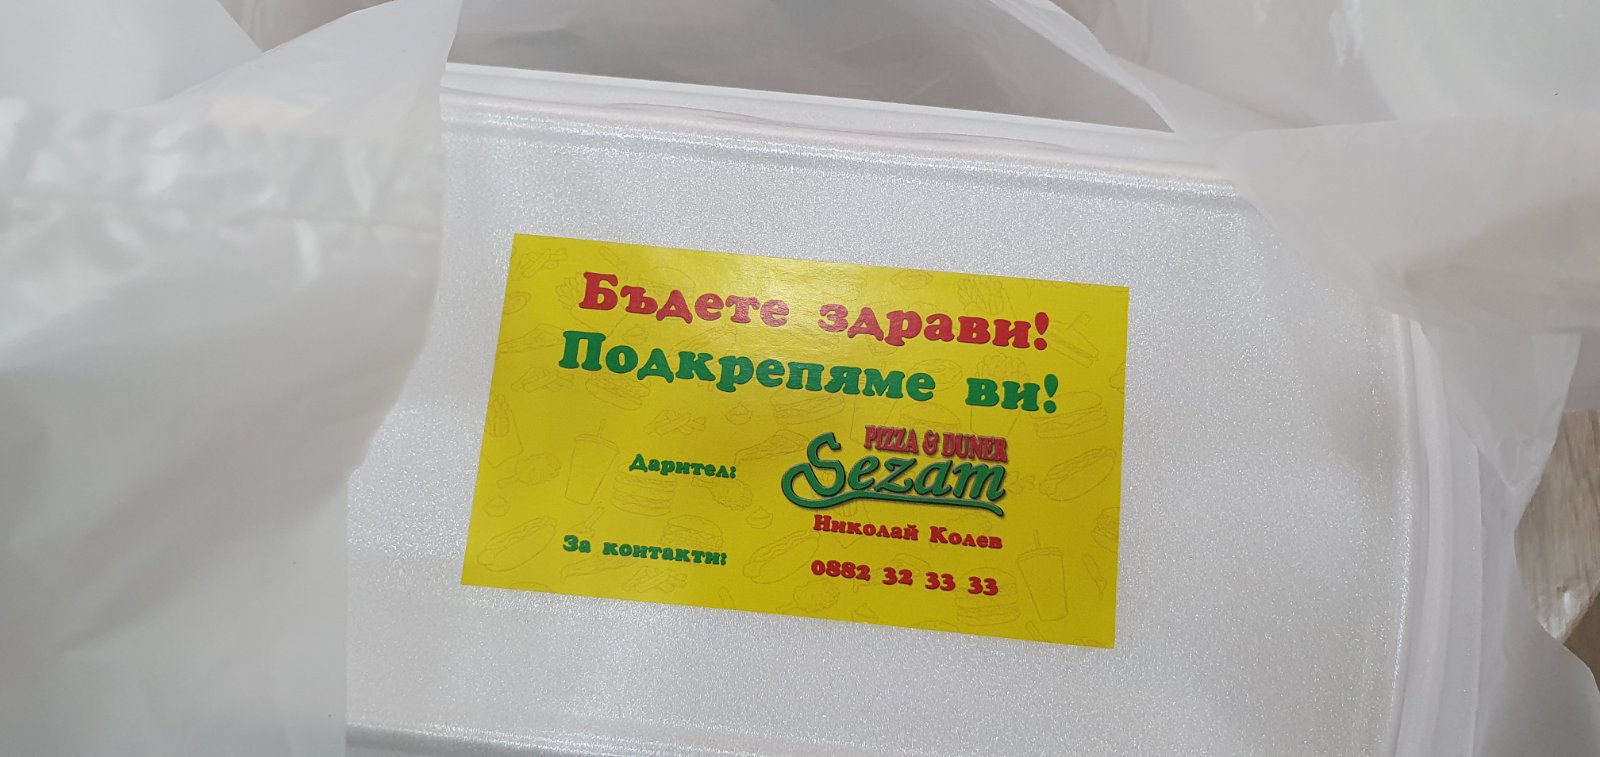 Бъдете здрави!
Подкрепяме ви!
Дарител:
PIZZA & DUNER
Sezam
Николай Колев
За контакти:
0882 32 33 33